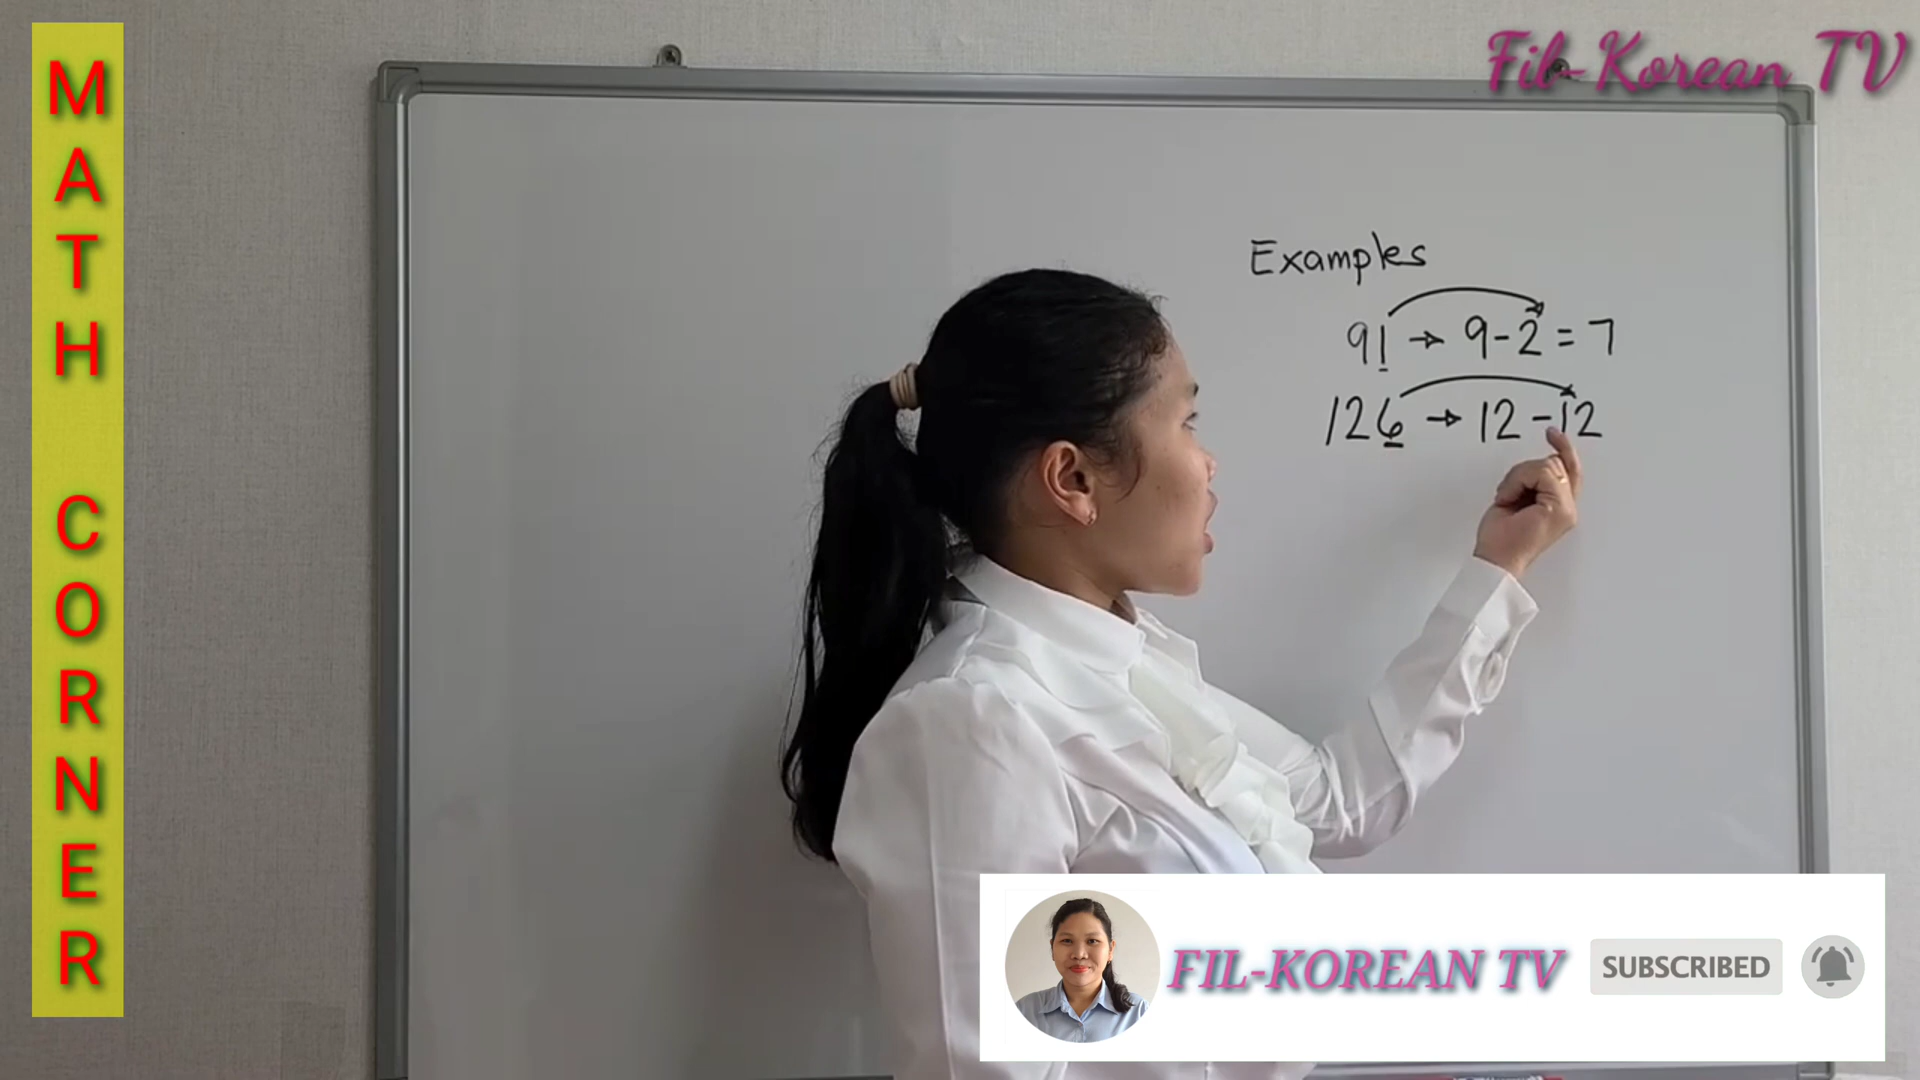 MATH CORNER
Fil-Korean TV
Examples
91 → 9-2=7
126 → 12-12
FIL-KOREAN TV
SUBSCRIBED